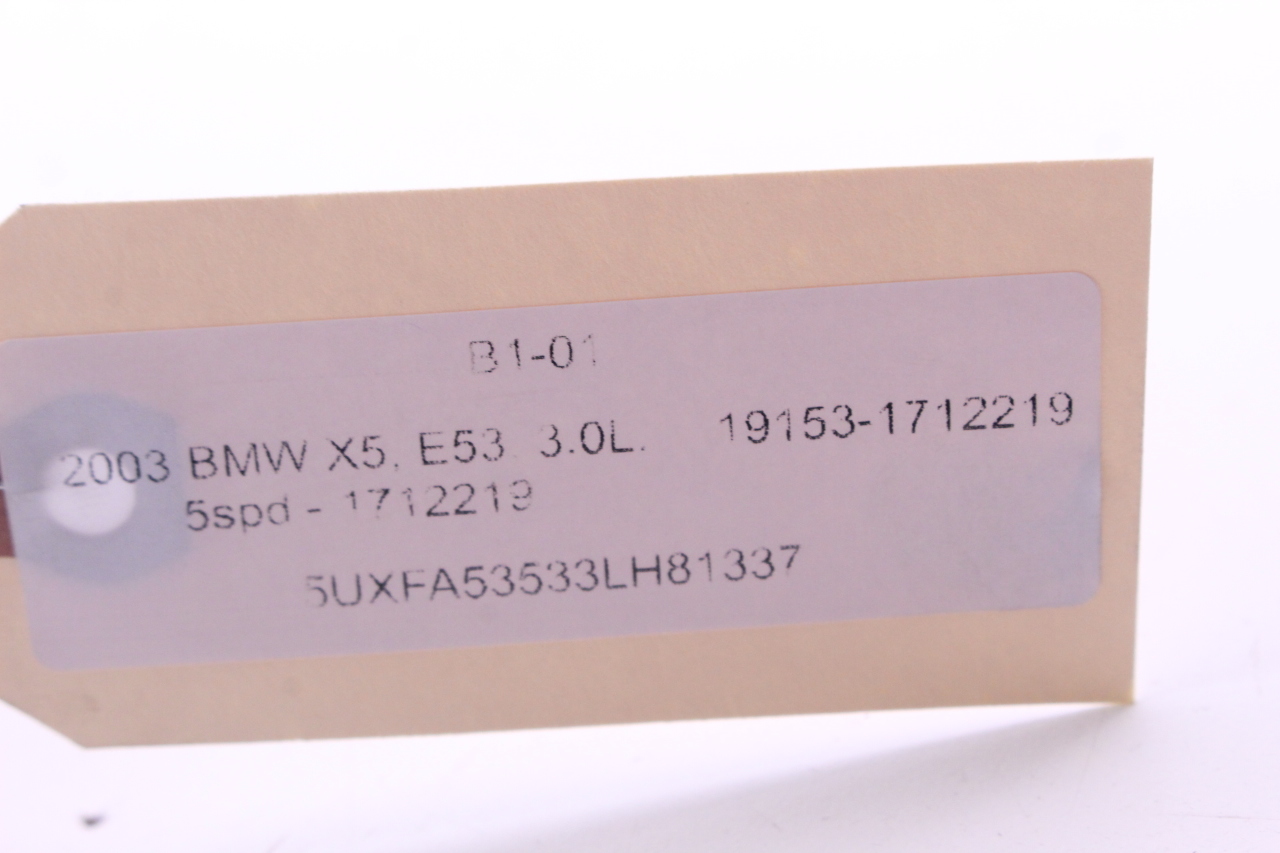 B1-01
2003 BMW X5, E53 3.0L, 19153-1712219
5spd - 1712219
5UXFA53533LH81337